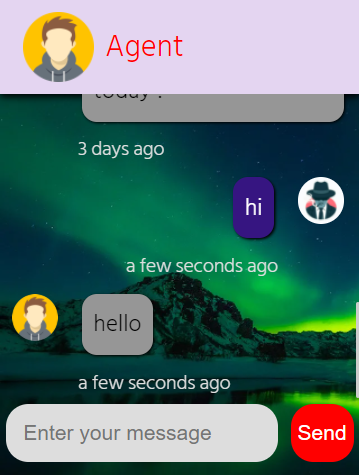 Agent
today .
3 days ago
hi
a few seconds ago
hello
a few seconds ago
Enter your message
Send